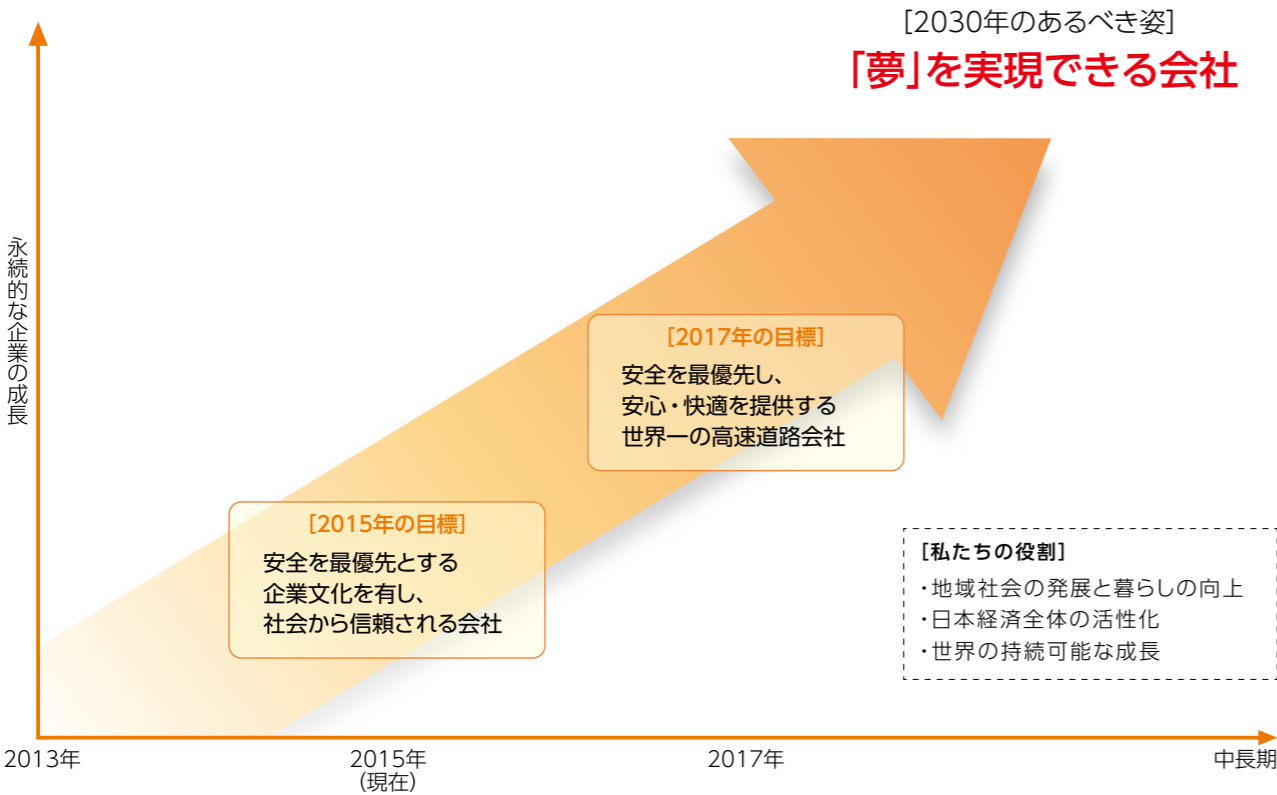 [2030年のあるべき姿]
「夢」を実現できる会社
永続的な企業の成長
[2017年の目標]
安全を最優先し、
安心・快適を提供する
世界一の高速道路会社
[2015年の目標]
安全を最優先とする
企業文化を有し、
社会から信頼される会社
[私たちの役割]
・地域社会の発展と暮らしの向上
・日本経済全体の活性化
・世界の持続可能な成長
2013年
2015年
(現在)
2017年
中長期